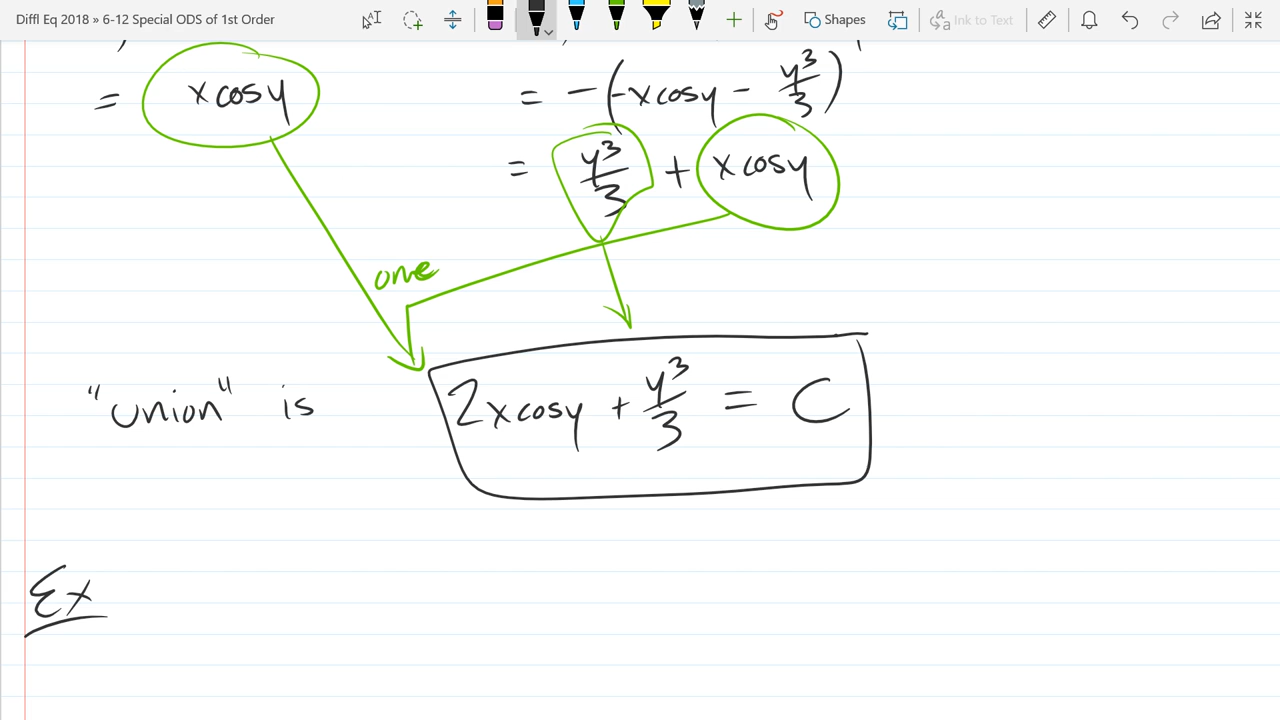 Diffl Eq 2018 » 6-12 Special ODS of 1st Order
Shapes
Ink to Text
= x cos y
= -(-x cos y - y³/3)
= y³/3 + x cos y
one
"union" is 2x cos y + y³/3 = C
Ex